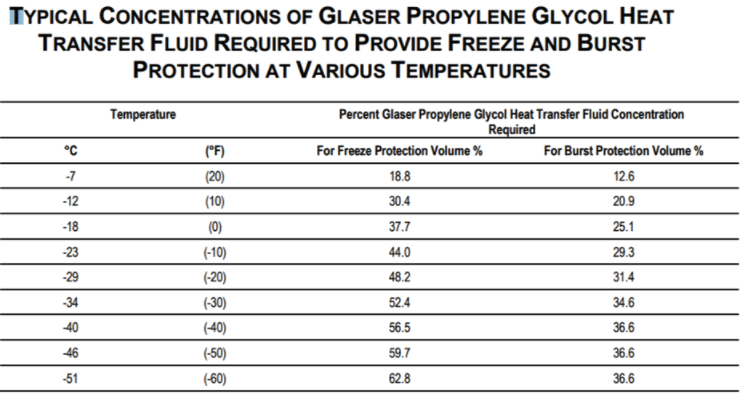 TYPICAL CONCENTRATIONS OF GLASER PROPYLENE GLYCOL HEAT
TRANSFER FLUID REQUIRED TO PROVIDE FREEZE AND BURST
PROTECTION AT VARIOUS TEMPERATURES
Temperature Percent Glaser Propylene Glycol Heat Transfer Fluid Concentration
Required
°C (°F) For Freeze Protection Volume % For Burst Protection Volume %
-7 (20) 18.8 12.6
-12 (10) 30.4 20.9
-18 (0) 37.7 25.1
-23 (-10) 44.0 29.3
-29 (-20) 48.2 31.4
-34 (-30) 52.4 34.6
-40 (-40) 56.5 36.6
-46 (-50) 59.7 36.6
-51 (-60) 62.8 36.6